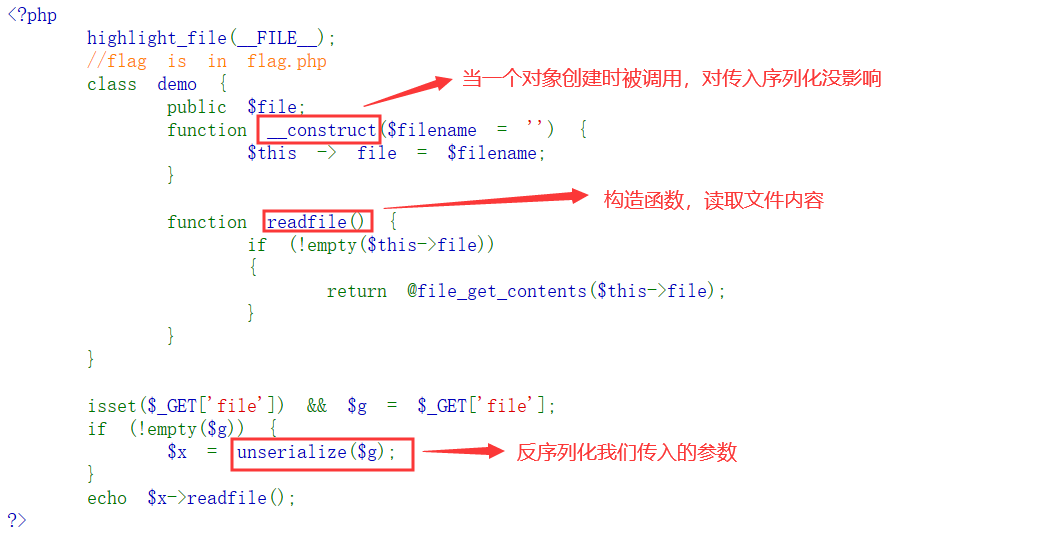 <?php
highlight_file(__FILE__);
//flag is in flag.php
class demo {
当一个对象创建时被调用，对传入序列化没影响
public $file;
function __construct($filename = '') {
$this -> file = $filename;
}
构造函数，读取文件内容
function readfile() {
if (!empty($this->file))
{
return @file_get_contents($this->file);
}
}
}
isset($_GET['file']) && $g = $_GET['file'];
if (!empty($g)) {
$x = unserialize($g);
反序列化我们传入的参数
}
echo $x->readfile();
?>